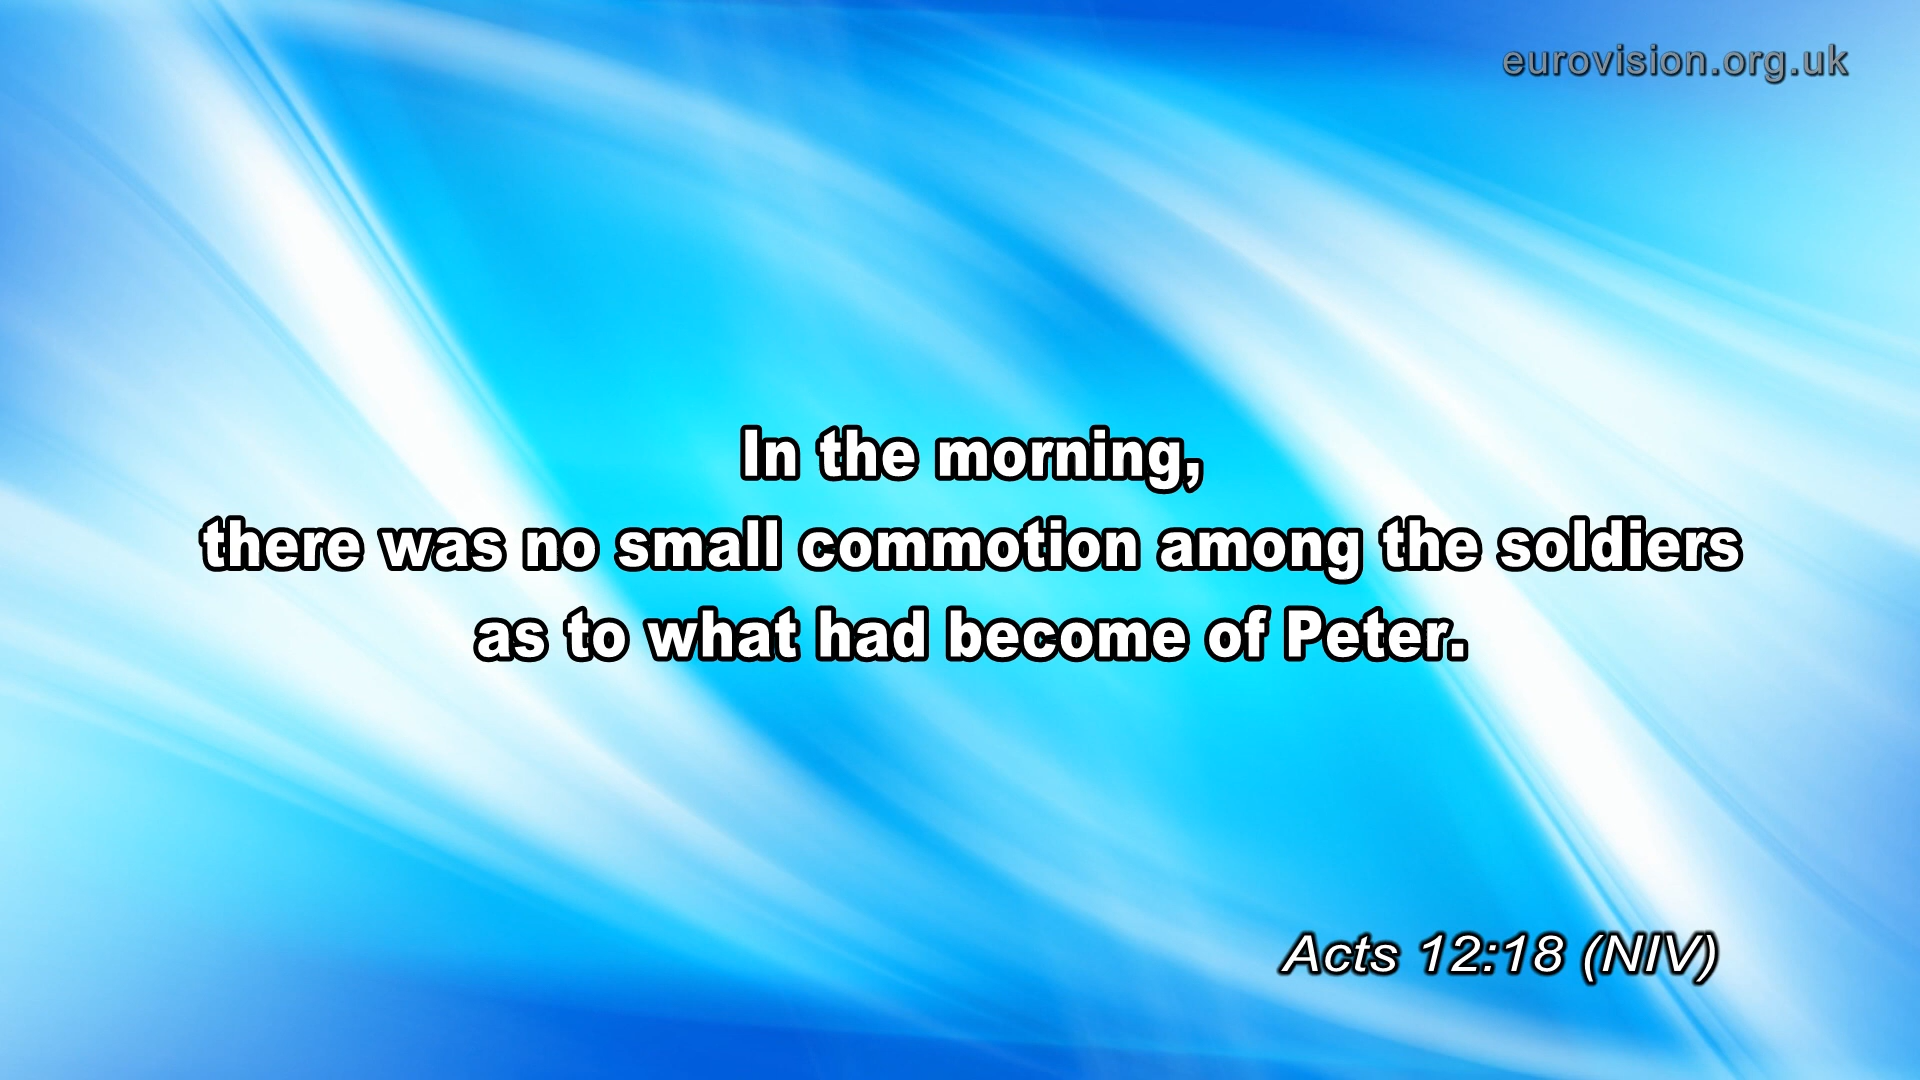 eurovision.org.uk
In the morning,
there was no small commotion among the soldiers
as to what had become of Peter.
Acts 12:18 (NIV)